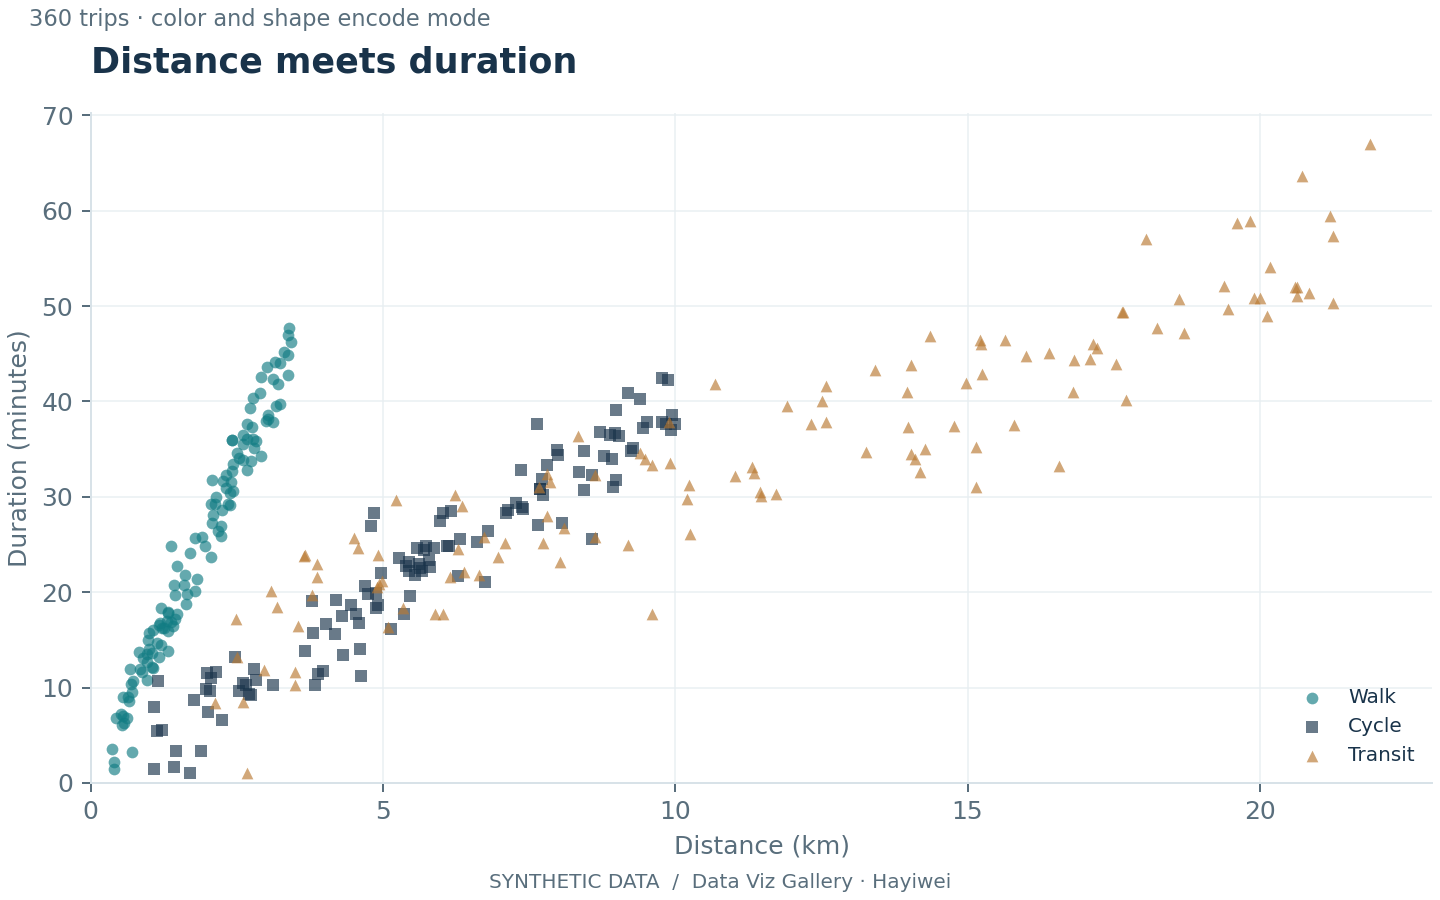 360 trips · color and shape encode mode
Distance meets duration
70
60
50
40
30
20
10
0
Duration (minutes)
0 5 10 15 20
Distance (km)
Walk
Cycle
Transit
SYNTHETIC DATA / Data Viz Gallery · Hayiwei